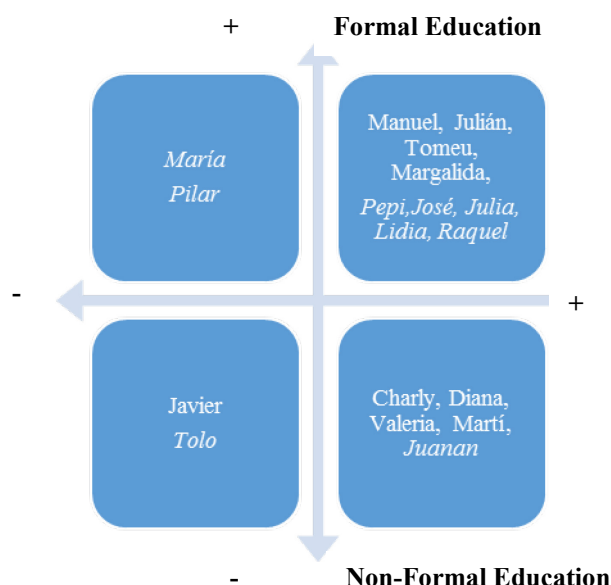 + Formal Education
María
Pilar
Manuel, Julián,
Tomeu,
Margalida,
Pepi,José, Julia,
Lidia, Raquel
-
+
Javier
Tolo
Charly, Diana,
Valeria, Martí,
Juanan
- Non-Formal Education